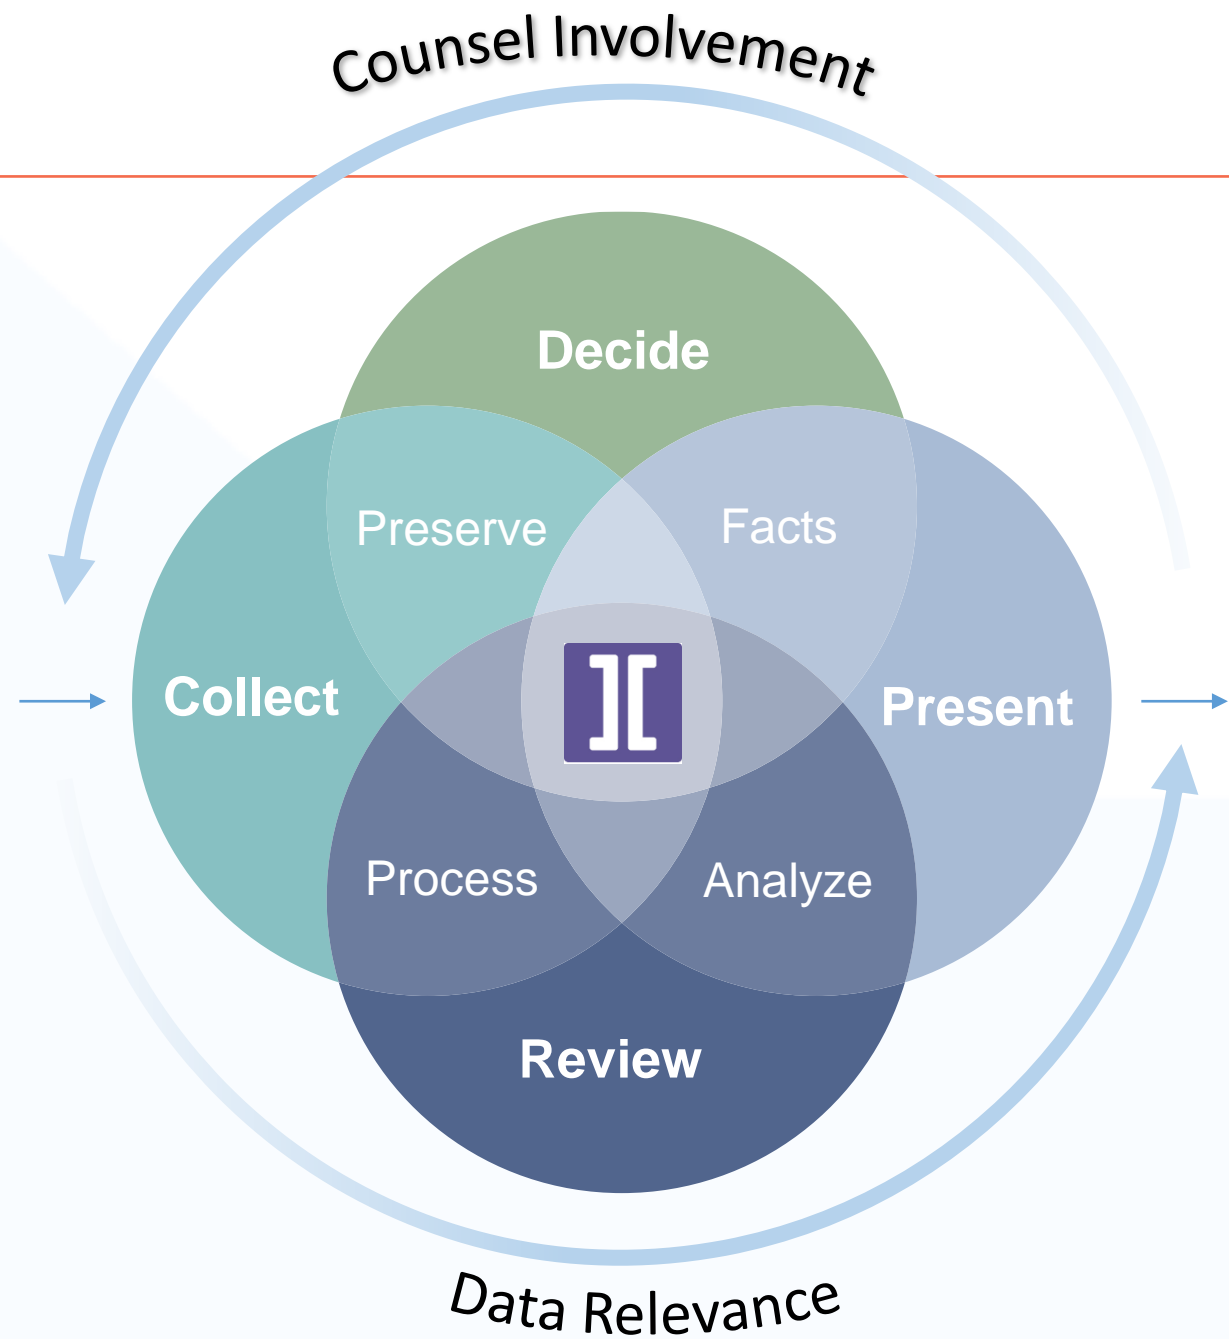 Counsel Involvement
Decide
Preserve
Facts
Collect
Present
Process
Analyze
Review
Data Relevance